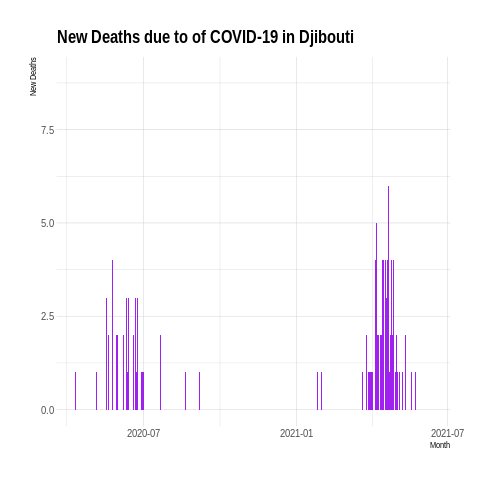 New Deaths due to of COVID-19 in Djibouti
New Deaths
7.5
5.0
2.5
0.0
2020-07
2021-01
2021-07
Month